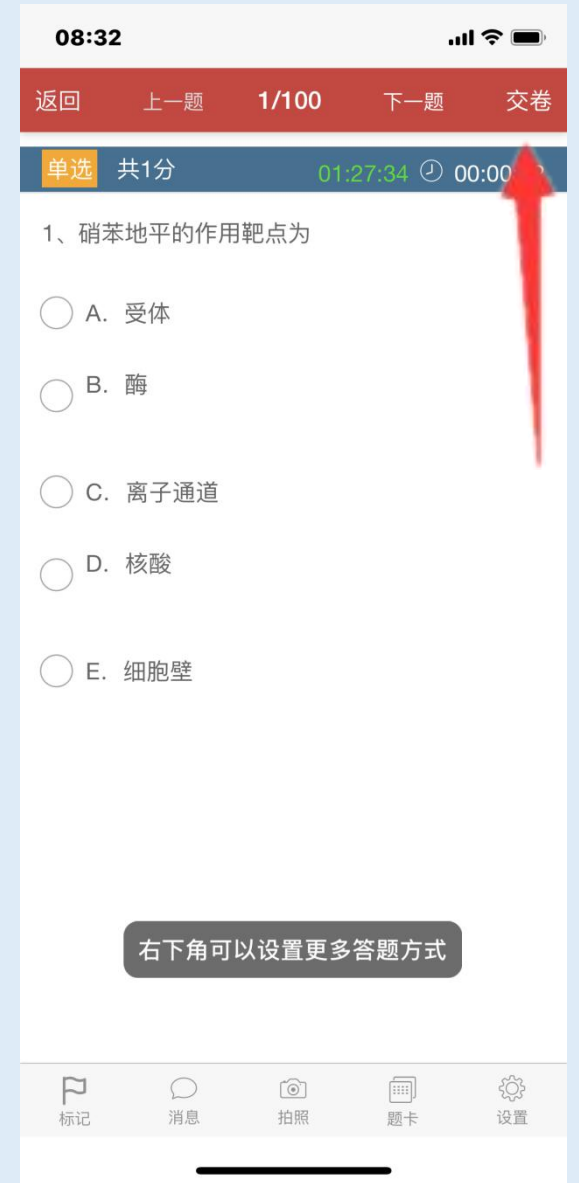 08:32
返回 上一题 1/100 下一题 交卷
单选 共1分 01:27:34 00:00
1、硝苯地平的作用靶点为
A. 受体
B. 酶
C. 离子通道
D. 核酸
E. 细胞壁
右下角可以设置更多答题方式
标记 消息 拍照 题卡 设置